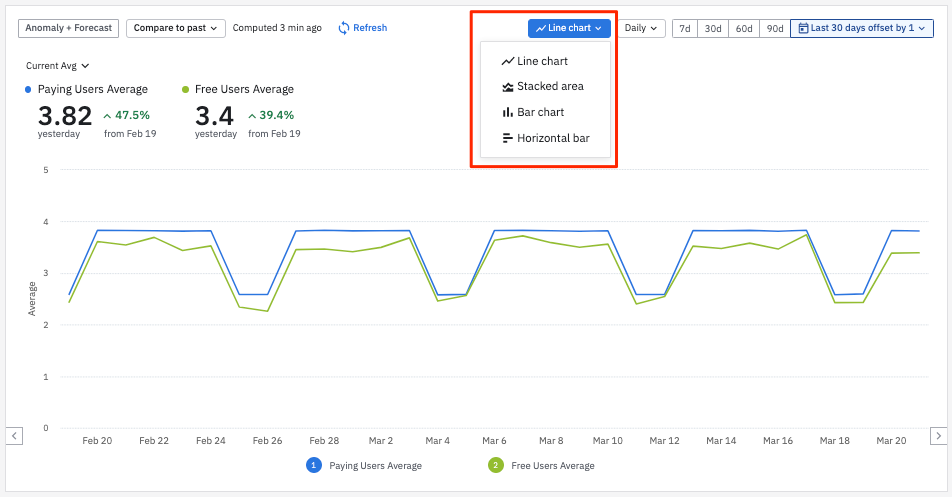 Anomaly + Forecast Compare to past Computed 3 min ago Refresh Line chart Daily 7d 30d 60d 90d Last 30 days offset by 1
Line chart
Stacked area
Bar chart
Horizontal bar
Current Avg
Paying Users Average Free Users Average
3.82 47.5% 3.4 39.4%
yesterday from Feb 19 yesterday from Feb 19
5
4
3
2
1
0
Average
Feb 20 Feb 22 Feb 24 Feb 26 Feb 28 Mar 2 Mar 4 Mar 6 Mar 8 Mar 10 Mar 12 Mar 14 Mar 16 Mar 18 Mar 20
1 Paying Users Average 2 Free Users Average